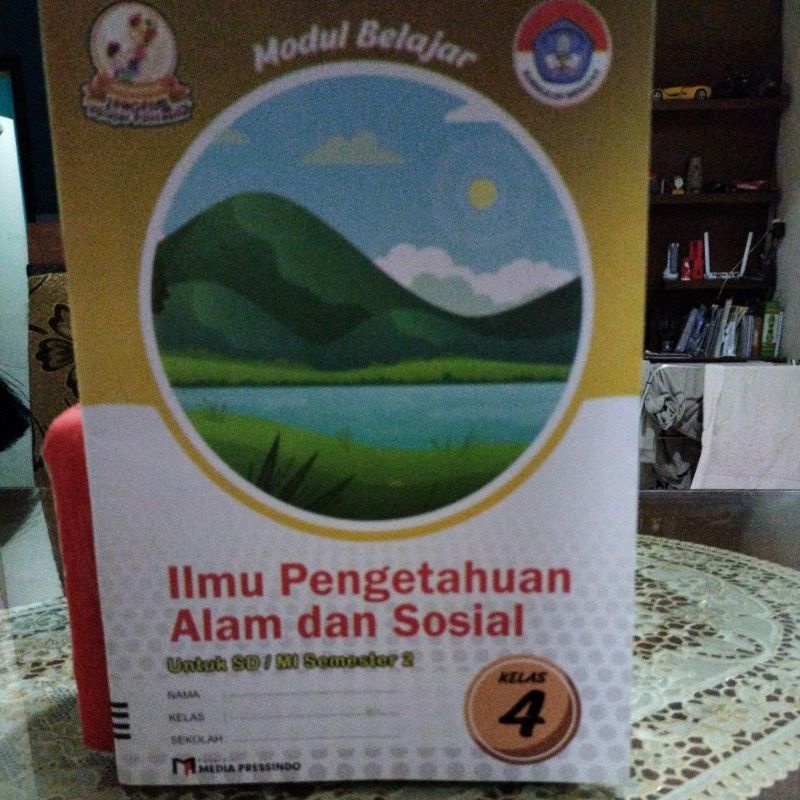 Modul Belajar
Ilmu Pengetahuan
Alam dan Sosial
Untuk SD / MI Semester 2
NAMA :
KELAS :
SEKOLAH :
KELAS
4
MEDIA PRESSINDO